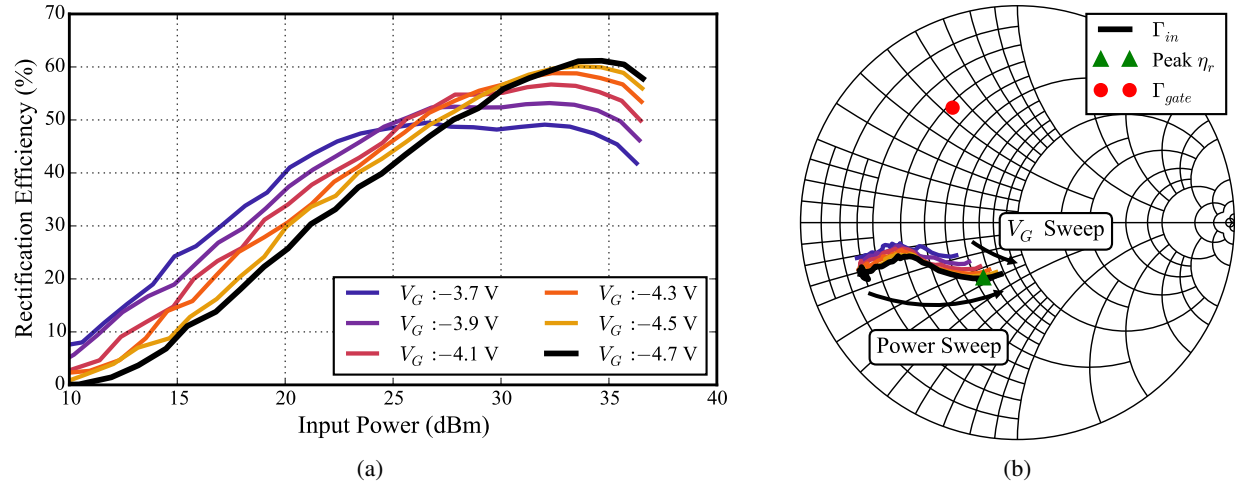 70
60
50
40
30
20
10
0
Rectification Efficiency (%)
V_G :−3.7 V
V_G :−3.9 V
V_G :−4.1 V
V_G :−4.3 V
V_G :−4.5 V
V_G :−4.7 V
10 15 20 25 30 35 40
Input Power (dBm)
(a)
Γ_in
Peak η_r
Γ_gate
V_G Sweep
Power Sweep
(b)